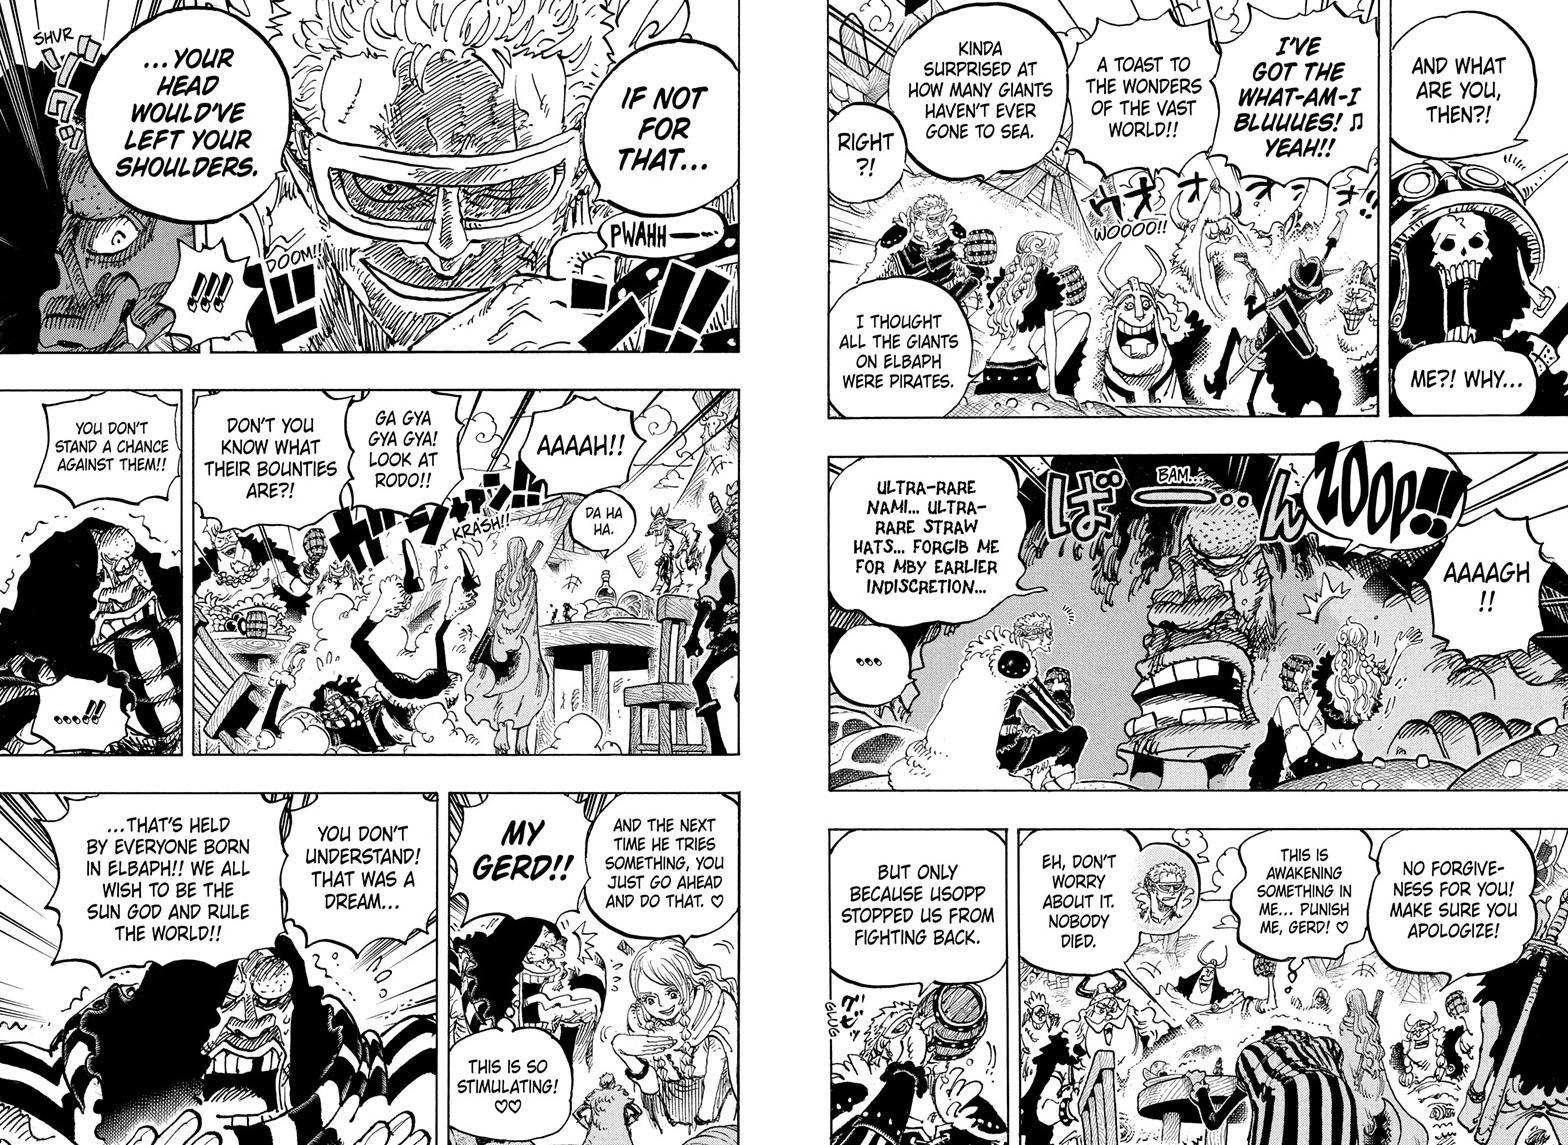 AND WHAT
ARE YOU,
THEN?!
ME?! WHY...
I'VE
GOT THE
WHAT-AM-I
BLUUUES! ♫
YEAH!!
A TOAST TO
THE WONDERS
OF THE VAST
WORLD!!
ウオオオオ!!
WOOOO!!
KINDA
SURPRISED AT
HOW MANY GIANTS
HAVEN'T EVER
GONE TO SEA.
RIGHT
?!
I THOUGHT
ALL THE GIANTS
ON ELBAPH
WERE PIRATES.
ZOOP!!
AAAAGH
!!
ばーーん
BAM...
ULTRA-RARE
NAMI... ULTRA-
RARE STRAW
HATS... FORGIB ME
FOR MBY EARLIER
INDISCRETION...
...
NO FORGIVE-
NESS FOR YOU!
MAKE SURE YOU
APOLOGIZE!
THIS IS
AWAKENING
SOMETHING IN
ME... PUNISH
ME, GERD! ♡
EH, DON'T
WORRY
ABOUT IT.
NOBODY
DIED.
BUT ONLY
BECAUSE USOPP
STOPPED US FROM
FIGHTING BACK.
GLUG
IF NOT
FOR
THAT...
PWAHH
...YOUR
HEAD
WOULD'VE
LEFT YOUR
SHOULDERS.
DOOM!!
SHVR
!!!
AAAAH!!
DA HA
HA.
KRASH!!
GA GYA
GYA GYA!
LOOK AT
RODO!!
DON'T YOU
KNOW WHAT
THEIR BOUNTIES
ARE?!
YOU DON'T
STAND A CHANCE
AGAINST THEM!!
....!!
AND THE NEXT
TIME HE TRIES
SOMETHING, YOU
JUST GO AHEAD
AND DO THAT. ♡
MY
GERD!!
THIS IS SO
STIMULATING!
♡♡
YOU DON'T
UNDERSTAND!
THAT WAS A
DREAM...
...THAT'S HELD
BY EVERYONE BORN
IN ELBAPH!! WE ALL
WISH TO BE THE
SUN GOD AND RULE
THE WORLD!!